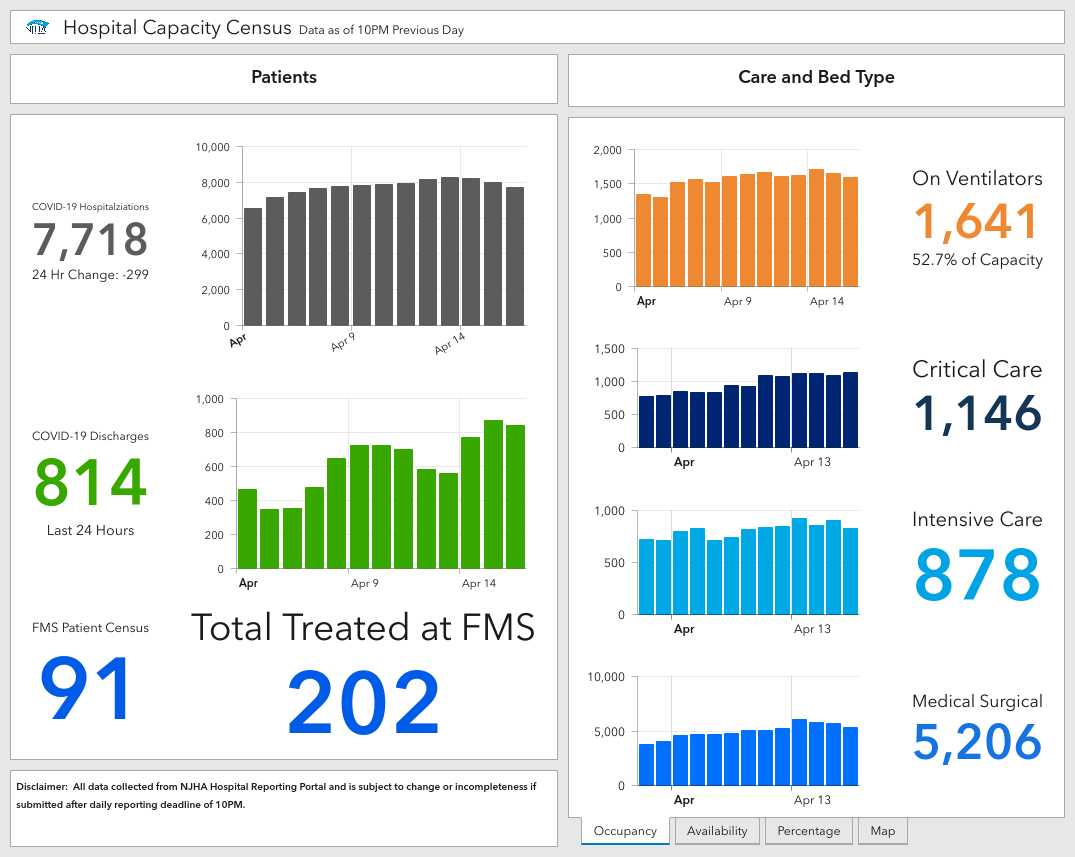 Hospital Capacity Census Data as of 10PM Previous Day
Patients
Care and Bed Type
COVID-19 Hospitalziations
7,718
24 Hr Change: -299
10,000
8,000
6,000
4,000
2,000
0
Apr
Apr 9
Apr 14
COVID-19 Discharges
814
Last 24 Hours
1,000
800
600
400
200
0
Apr
Apr 9
Apr 14
FMS Patient Census
91
Total Treated at FMS
202
Disclaimer: All data collected from NJHA Hospital Reporting Portal and is subject to change or incompleteness if
submitted after daily reporting deadline of 10PM.
2,000
1,500
1,000
500
0
Apr
Apr 9
Apr 14
On Ventilators
1,641
52.7% of Capacity
1,500
1,000
500
0
Apr
Apr 13
Critical Care
1,146
1,000
500
0
Apr
Apr 13
Intensive Care
878
10,000
5,000
0
Apr
Apr 13
Medical Surgical
5,206
Occupancy
Availability
Percentage
Map